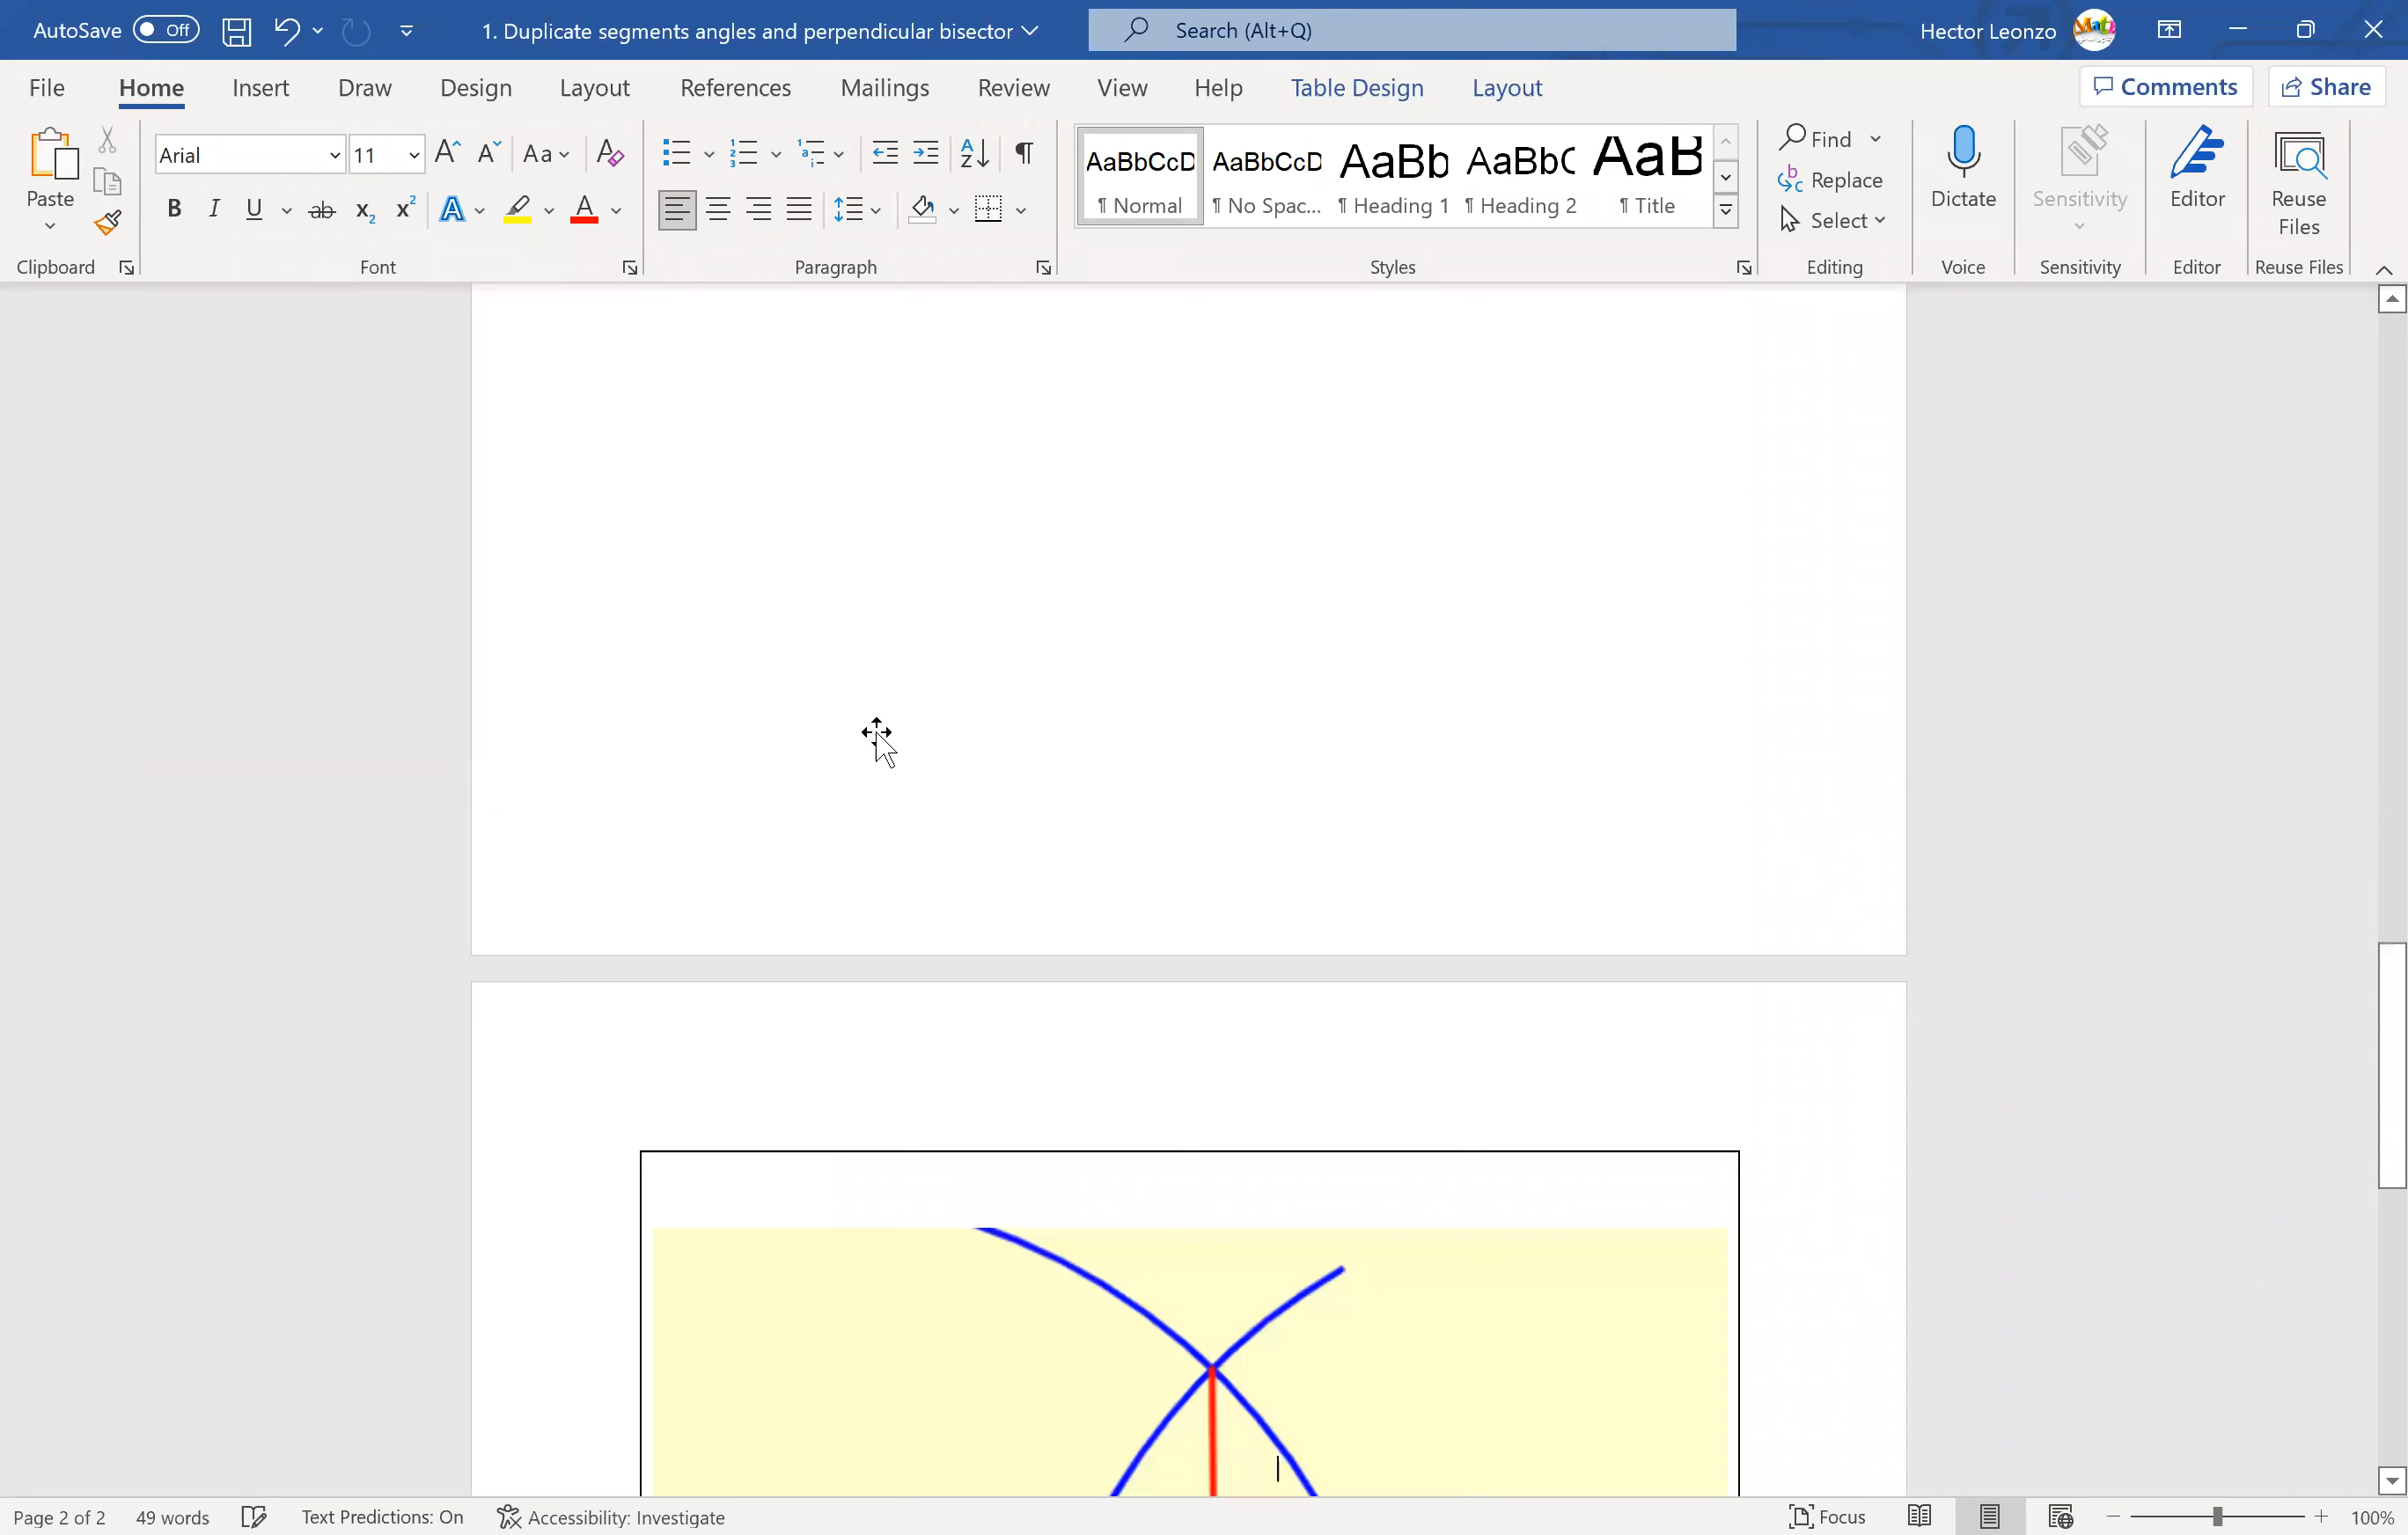 AutoSave Off 1. Duplicate segments angles and perpendicular bisector Search (Alt+Q) Hector Leonzo
File Home Insert Draw Design Layout References Mailings Review View Help Table Design Layout Comments Share
Paste Arial 11 Aa AaBbCcD AaBbCcD AaBb AaBbC AaB Find Replace Select Dictate Sensitivity Editor Reuse Files
¶ Normal ¶ No Spac... ¶ Heading 1 ¶ Heading 2 ¶ Title
Clipboard Font Paragraph Styles Editing Voice Sensitivity Editor Reuse Files
Page 2 of 2 49 words Text Predictions: On Accessibility: Investigate Focus 100%